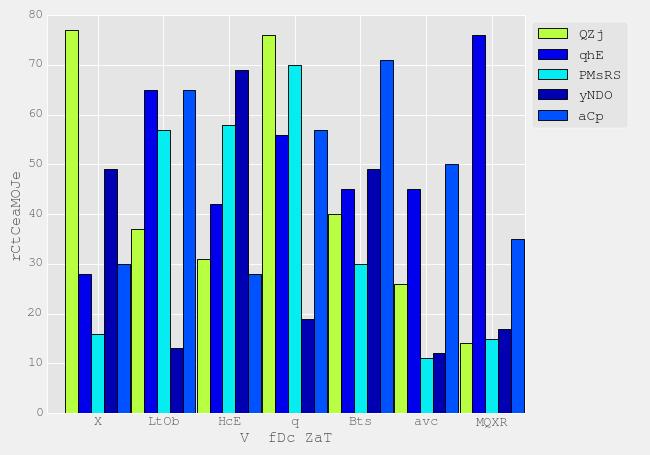 80
70
60
50
40
30
20
10
0
rCtCeaMOJe
X LtOb HcE q Bts avc MQXR
V  fDc ZaT
QZj
qhE
PMsRS
yNDO
aCp